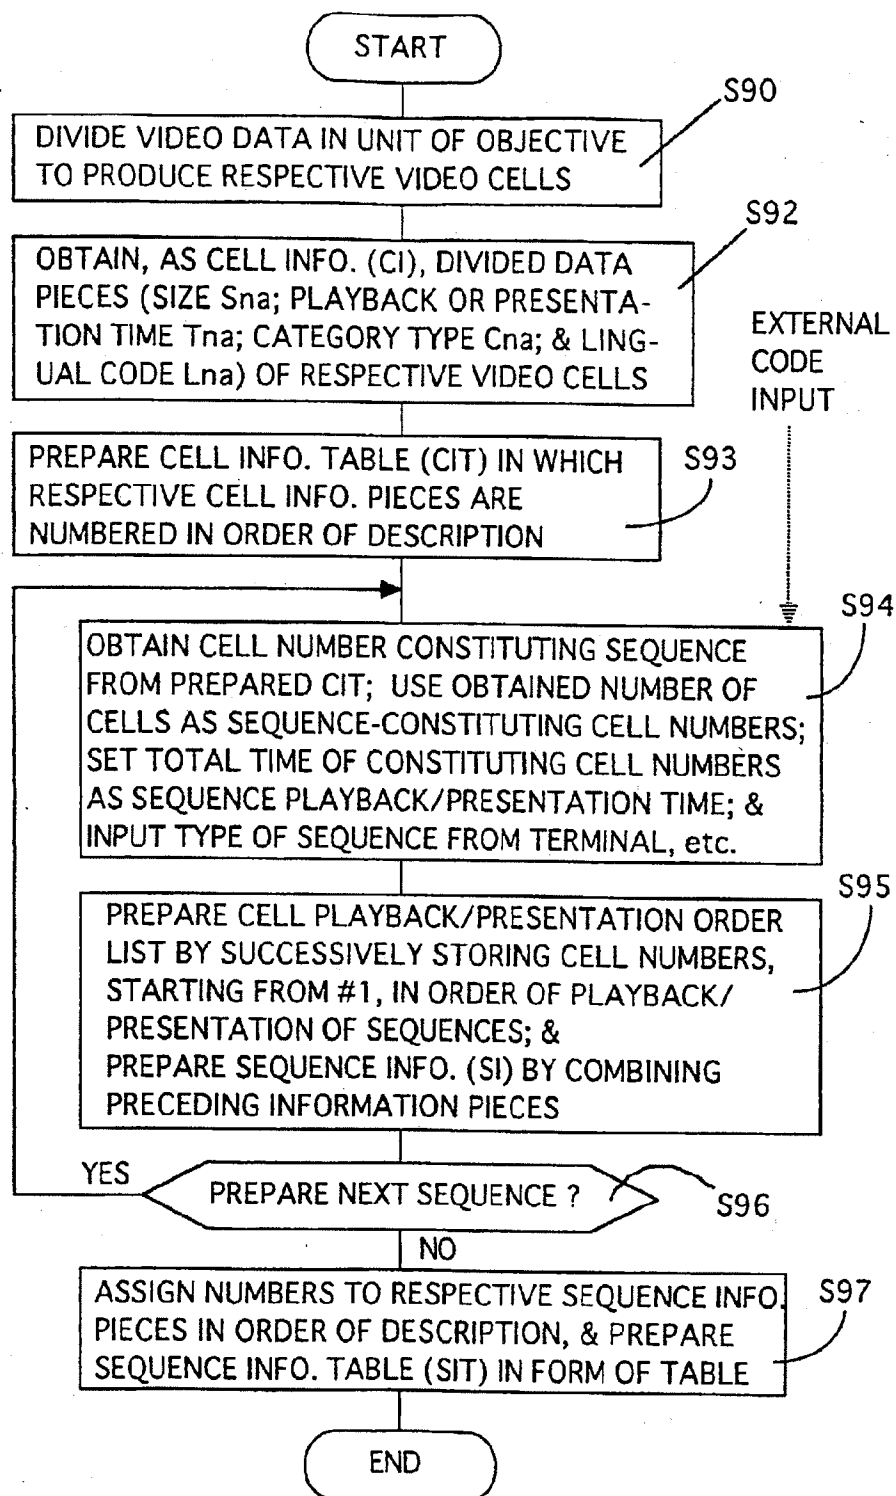 START
S90
DIVIDE VIDEO DATA IN UNIT OF OBJECTIVE
TO PRODUCE RESPECTIVE VIDEO CELLS
S92
OBTAIN, AS CELL INFO. (CI), DIVIDED DATA
PIECES (SIZE Sna; PLAYBACK OR PRESENTA-
TION TIME Tna; CATEGORY TYPE Cna; & LING-
UAL CODE Lna) OF RESPECTIVE VIDEO CELLS
EXTERNAL
CODE
INPUT
S93
PREPARE CELL INFO. TABLE (CIT) IN WHICH
RESPECTIVE CELL INFO. PIECES ARE
NUMBERED IN ORDER OF DESCRIPTION
S94
OBTAIN CELL NUMBER CONSTITUTING SEQUENCE
FROM PREPARED CIT; USE OBTAINED NUMBER OF
CELLS AS SEQUENCE-CONSTITUTING CELL NUMBERS;
SET TOTAL TIME OF CONSTITUTING CELL NUMBERS
AS SEQUENCE PLAYBACK/PRESENTATION TIME; &
INPUT TYPE OF SEQUENCE FROM TERMINAL, etc.
S95
PREPARE CELL PLAYBACK/PRESENTATION ORDER
LIST BY SUCCESSIVELY STORING CELL NUMBERS,
STARTING FROM #1, IN ORDER OF PLAYBACK/
PRESENTATION OF SEQUENCES; &
PREPARE SEQUENCE INFO. (SI) BY COMBINING
PRECEDING INFORMATION PIECES
YES
PREPARE NEXT SEQUENCE ?
S96
NO
ASSIGN NUMBERS TO RESPECTIVE SEQUENCE INFO.
PIECES IN ORDER OF DESCRIPTION, & PREPARE
SEQUENCE INFO. TABLE (SIT) IN FORM OF TABLE
S97
END